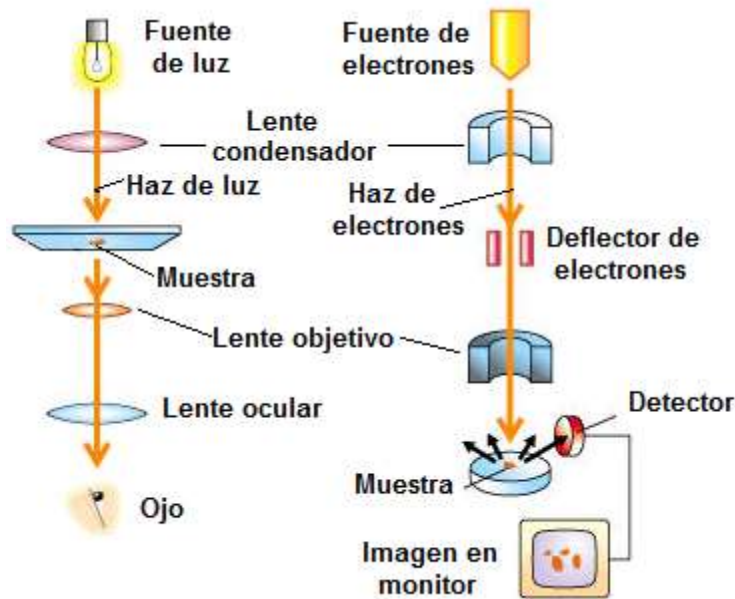 Fuente
de luz
Fuente de
electrones
Lente
condensador
Haz de luz
Haz de
electrones
Deflector de
electrones
Muestra
Lente objetivo
Lente ocular
Detector
Muestra
Ojo
Imagen en
monitor